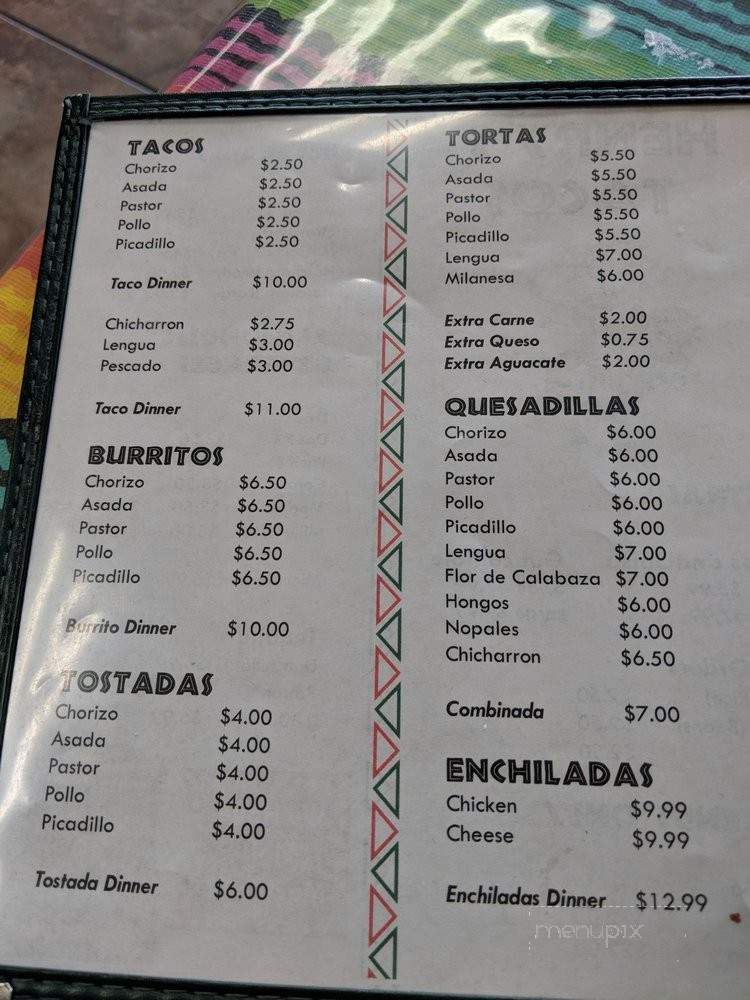 TACOS
Chorizo $2.50
Asada $2.50
Pastor $2.50
Pollo $2.50
Picadillo $2.50
Taco Dinner $10.00
Chicharron $2.75
Lengua $3.00
Pescado $3.00
Taco Dinner $11.00
BURRITOS
Chorizo $6.50
Asada $6.50
Pastor $6.50
Pollo $6.50
Picadillo $6.50
Burrito Dinner $10.00
TOSTADAS
Chorizo $4.00
Asada $4.00
Pastor $4.00
Pollo $4.00
Picadillo $4.00
Tostada Dinner $6.00
TORTAS
Chorizo $5.50
Asada $5.50
Pastor $5.50
Pollo $5.50
Picadillo $5.50
Lengua $7.00
Milanesa $6.00
Extra Carne $2.00
Extra Queso $0.75
Extra Aguacate $2.00
QUESADILLAS
Chorizo $6.00
Asada $6.00
Pastor $6.00
Pollo $6.00
Picadillo $6.00
Lengua $7.00
Flor de Calabaza $7.00
Hongos $6.00
Nopales $6.00
Chicharron $6.50
Combinada $7.00
ENCHILADAS
Chicken $9.99
Cheese $9.99
Enchiladas Dinner $12.99
menupix